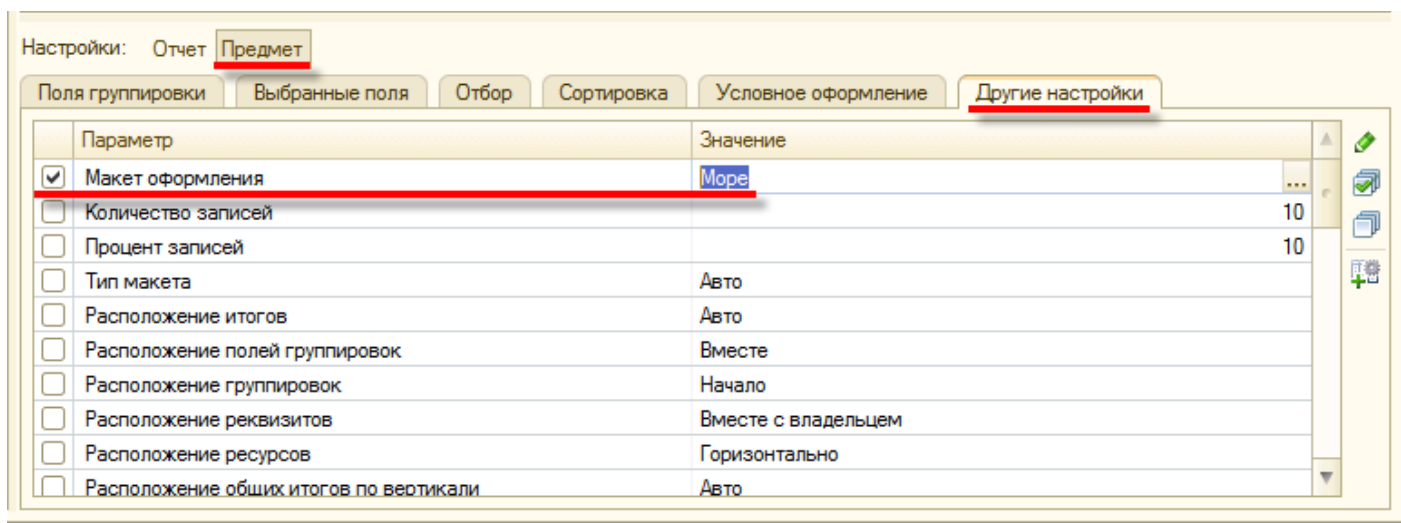 Настройки: Отчет Предмет
Поля группировки Выбранные поля Отбор Сортировка Условное оформление Другие настройки
Параметр Значение
Макет оформления Море ...
Количество записей 10
Процент записей 10
Тип макета Авто
Расположение итогов Авто
Расположение полей группировок Вместе
Расположение группировок Начало
Расположение реквизитов Вместе с владельцем
Расположение ресурсов Горизонтально
Расположение общих итогов по вертикали Авто